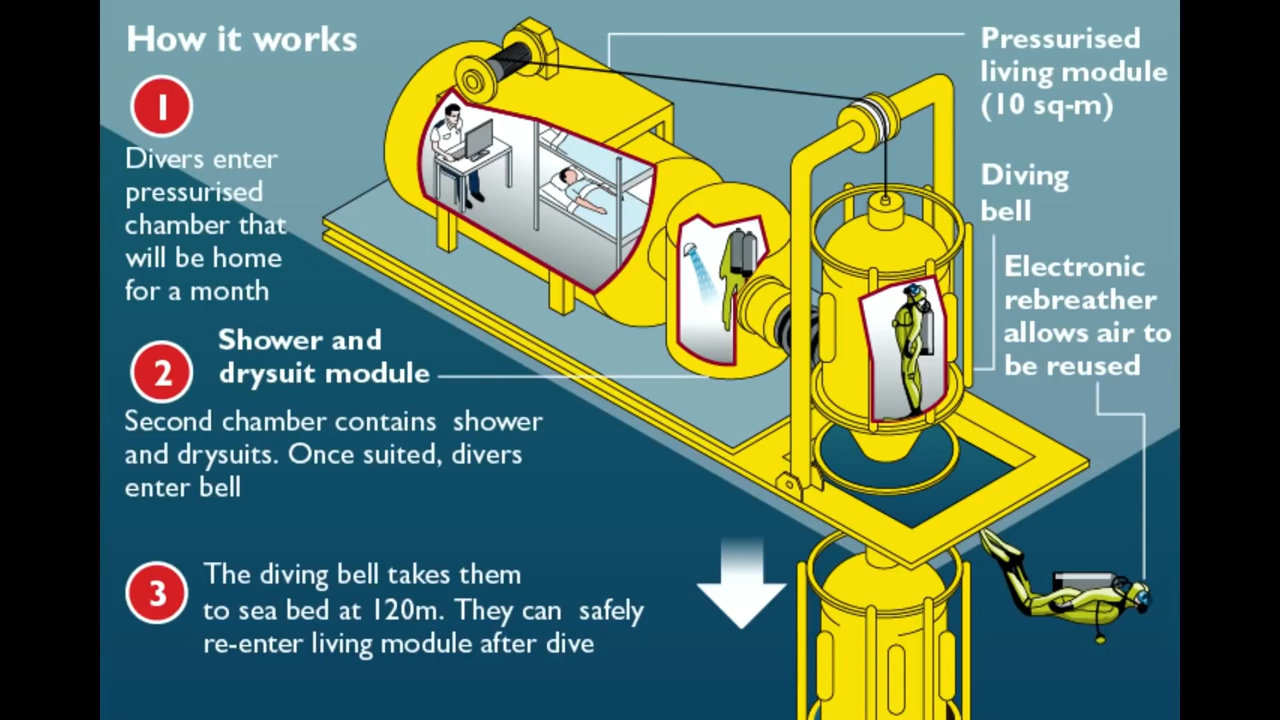 How it works
1
Divers enter
pressurised
chamber that
will be home
for a month
2
Shower and
drysuit module
Second chamber contains shower
and drysuits. Once suited, divers
enter bell
3
The diving bell takes them
to sea bed at 120m. They can safely
re-enter living module after dive
Pressurised
living module
(10 sq-m)
Diving
bell
Electronic
rebreather
allows air to
be reused